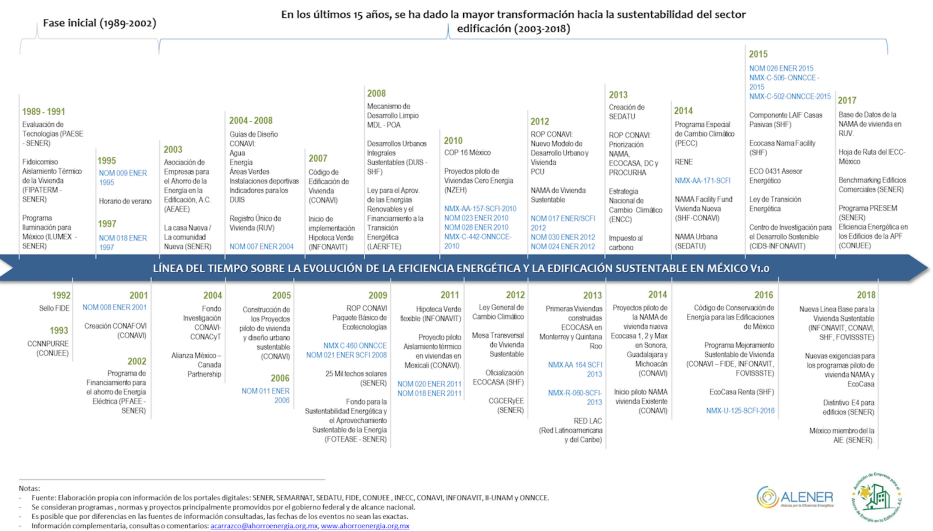 Fase inicial (1989-2002)
En los últimos 15 años, se ha dado la mayor transformación hacia la sustentabilidad del sector
edificación (2003-2018)
1989 - 1991
Evaluación de
Tecnologías (PAESE
- SENER)
Fideicomiso
Aislamiento Térmico
de la Vivienda
(FIPATERM -
SENER)
Programa
Iluminación para
México (ILUMEX -
SENER)
1995
NOM 009 ENER
1995
Horario de verano
1997
NOM 018 ENER
1997
2003
Asociación de
Empresas para
el Ahorro de la
Energía en la
Edificación, A.C.
(AEAEE)
La casa Nueva /
La comunidad
Nueva (SENER)
2004 - 2008
Guías de Diseño
CONAVI:
Agua
Energía
Áreas Verdes
Instalaciones deportivas
Indicadores para los
DUIS
Registro Único de
Vivienda (RUV)
NOM 007 ENER 2004
2007
Código de
Edificación de
Vivienda
(CONAVI)
Inicio de
implementación
Hipoteca Verde
(INFONAVIT)
2008
Mecanismo de
Desarrollo Limpio
MDL - POA
Desarrollos Urbanos
Integrales
Sustentables (DUIS -
SHF)
Ley para el Aprov.
de las Energías
Renovables y el
Financiamiento a la
Transición
Energética
(LAERFTE)
2010
COP 16 México
Proyectos piloto de
Viviendas Cero Energía
(NZEH)
NMX-AA-157-SCFI-2010
NOM 023 ENER 2010
NOM 028 ENER 2010
NMX-C-442-ONNCCE-
2010
2012
ROP CONAVI:
Nuevo Modelo de
Desarrollo Urbano y
Vivienda
PCU
NAMA de Vivienda
Sustentable
NOM 017 ENER/SCFI
2012
NOM 030 ENER 2012
NOM 024 ENER 2012
2013
Creación de
SEDATU
ROP CONAVI:
Priorización
NAMA,
ECOCASA, DC y
PROCURHA
Estrategia
Nacional de
Cambio Climático
(ENCC)
Impuesto al
carbono
2014
Programa Especial
de Cambio Climático
(PECC)
RENE
NMX-AA-171-SCFI
NAMA Facility Fund
Vivienda Nueva
(SHF-CONAVI)
NAMA Urbana
(SEDATU)
2015
NOM 026 ENER 2015
NMX-C-506- ONNCCE -
2015
NMX-C-502-ONNCCE-2015
Componente LAIF Casas
Pasivas (SHF)
Ecocasa Nama Facility
(SHF)
ECO 0431 Asesor
Energético
Ley de Transición
Energética
Centro de Investigación para
el Desarrollo Sostenible
(CIDS-INFONAVIT)
2017
Base de Datos de la
NAMA de vivienda en
RUV.
Hoja de Ruta del IECC-
México
Benchmarking Edificios
Comerciales (SENER)
Programa PRESEM
(SENER)
Eficiencia Energética en
los Edificios de la APF
(CONUEE)
LÍNEA DEL TIEMPO SOBRE LA EVOLUCIÓN DE LA EFICIENCIA ENERGÉTICA Y LA EDIFICACIÓN SUSTENTABLE EN MÉXICO V1.0
1992
Sello FIDE
1993
CCNNPURRE
(CONUEE)
2001
NOM 008 ENER 2001
Creación CONAFOVI
(CONAVI)
2002
Programa de
Financiamiento para
el ahorro de Energía
Eléctrica (PFAEE -
SENER)
2004
Fondo
Investigación
CONAVI-
CONACyT
Alianza México –
Canada
Partnership
2005
Construcción de
los Proyectos
piloto de vivienda
y diseño urbano
sustentable
(CONAVI)
2006
NOM 011 ENER
2006
2009
ROP CONAVI
Paquete Básico de
Ecotecnologías
NMX-C-460 ONNCCE
NOM 021 ENER SCFI 2008
25 Mil techos solares
(SENER)
Fondo para la
Sustentabilidad Energética y
el Aprovechamiento
Sustentable de la Energía
(FOTEASE - SENER)
2011
Hipoteca Verde
flexible (INFONAVIT)
Proyecto piloto
Aislamiento térmico
en viviendas en
Mexicali (CONAVI).
NOM 020 ENER 2011
NOM 018 ENER 2011
2012
Ley General de
Cambio Climático
Mesa Transversal
de Vivienda
Sustentable
Oficialización
ECOCASA (SHF)
CGCERyEE
(SENER)
2013
Primeras Viviendas
construidas
ECOCASA en
Monterrey y Quintana
Roo
NMX AA 164 SCFI
2013
NMX-R-060-SCFI-
2013
RED LAC
(Red Latinoamericana
y del Caribe)
2014
Proyectos piloto de
la NAMA de
vivienda nueva
Ecocasa 1, 2 y Max
en Sonora,
Guadalajara y
Michoacán
(CONAVI)
Inicio piloto NAMA
vivienda Existente
(CONAVI)
2016
Código de Conservación de
Energía para las Edificaciones
de México
Programa Mejoramiento
Sustentable de Vivienda
(CONAVI – FIDE, INFONAVIT,
FOVISSSTE)
EcoCasa Renta (SHF)
NMX-U-125-SCFI-2016
2018
Nueva Línea Base para la
Vivienda Sustentable
(INFONAVIT, CONAVI,
SHF, FOVISSSTE)
Nuevas exigencias para
los programas piloto de
vivienda NAMA y
EcoCasa
Distintivo E4 para
edificios (SENER)
México miembro del la
AIE (SENER).
Notas:
- Fuente: Elaboración propia con información de los portales digitales: SENER, SEMARNAT, SEDATU, FIDE, CONUEE , INECC, CONAVI, INFONAVIT, II-UNAM y ONNCCE.
- Se consideran programas , normas y proyectos principalmente promovidos por el gobierno federal y de alcance nacional.
- Es posible que por diferencias en las fuentes de información consultadas, las fechas de los eventos no sean las exactas.
- Información complementaria, consultas o comentarios: acarrazco@ahorroenergia.org.mx, www.ahorroenergia.org.mx
ALENER
Alianza por la Eficiencia Energética